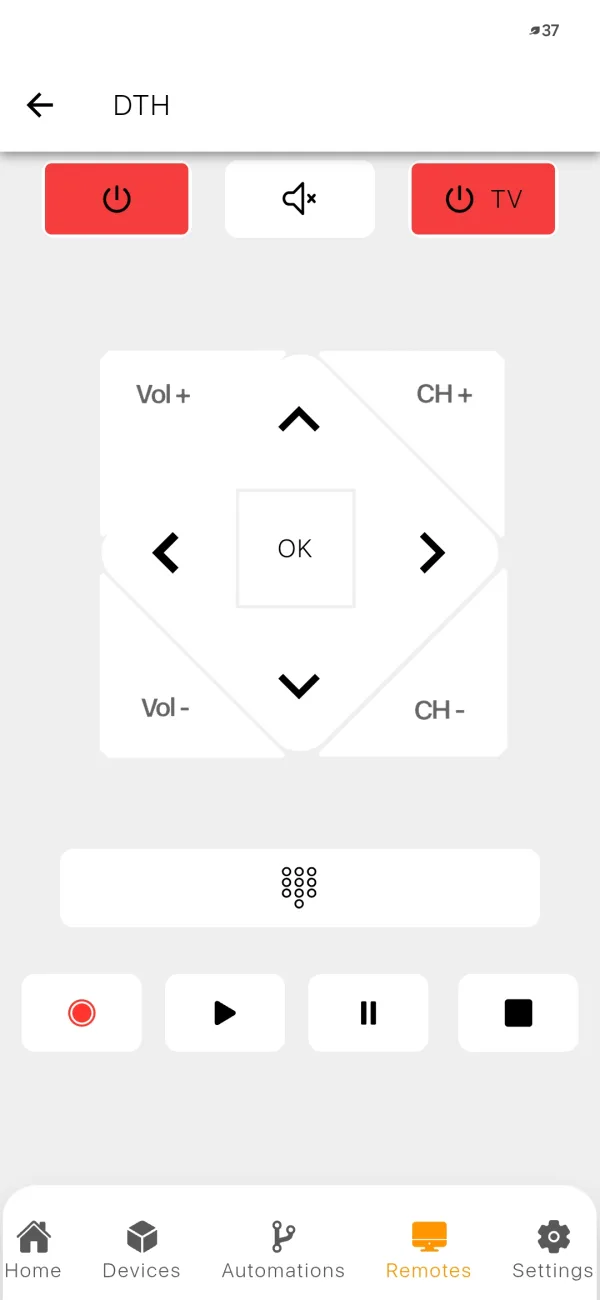 37
DTH
TV
Vol +
CH +
OK
Vol -
CH -
Home
Devices
Automations
Remotes
Settings